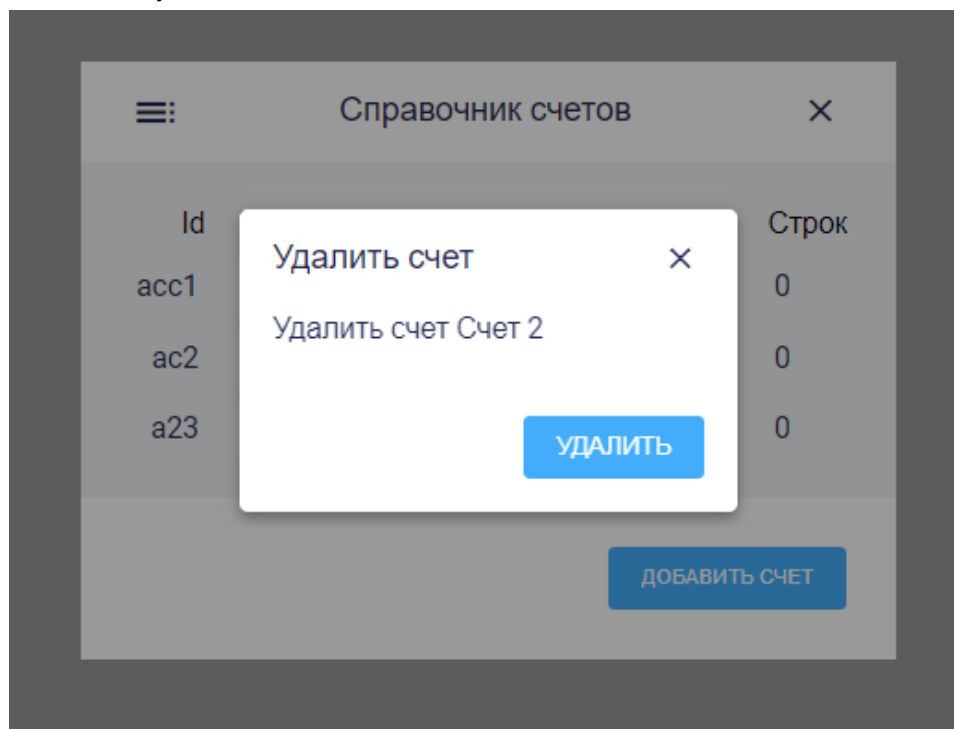 Справочник счетов
Id Строк
Удалить счет
acc1 0
Удалить счет Счет 2
ac2 0
a23 0
УДАЛИТЬ
ДОБАВИТЬ СЧЕТ